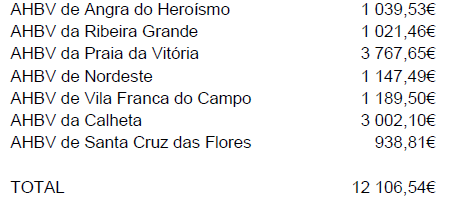 AHBV de Angra do Heroísmo 1 039,53€
AHBV da Ribeira Grande 1 021,46€
AHBV da Praia da Vitória 3 767,65€
AHBV de Nordeste 1 147,49€
AHBV de Vila Franca do Campo 1 189,50€
AHBV da Calheta 3 002,10€
AHBV de Santa Cruz das Flores 938,81€
TOTAL 12 106,54€